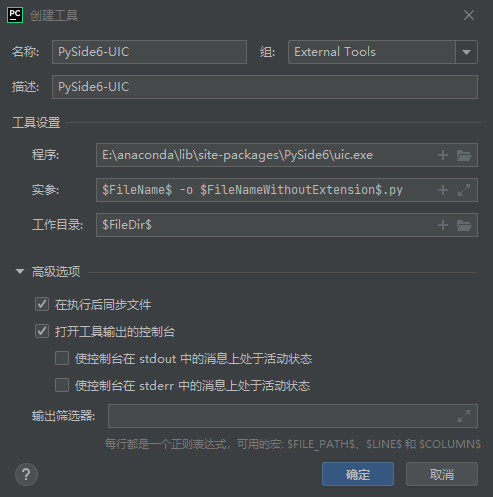 PC 创建工具
名称: PySide6-UIC 组: External Tools
描述: PySide6-UIC
工具设置
程序: E:\anaconda\lib\site-packages\PySide6\uic.exe
实参: $FileName$ -o $FileNameWithoutExtension$.py
工作目录: $FileDir$
高级选项
在执行后同步文件
打开工具输出的控制台
使控制台在 stdout 中的消息上处于活动状态
使控制台在 stderr 中的消息上处于活动状态
输出筛选器:
每行都是一个正则表达式，可用的宏: $FILE_PATH$、$LINE$ 和 $COLUMN$
? 确定 取消